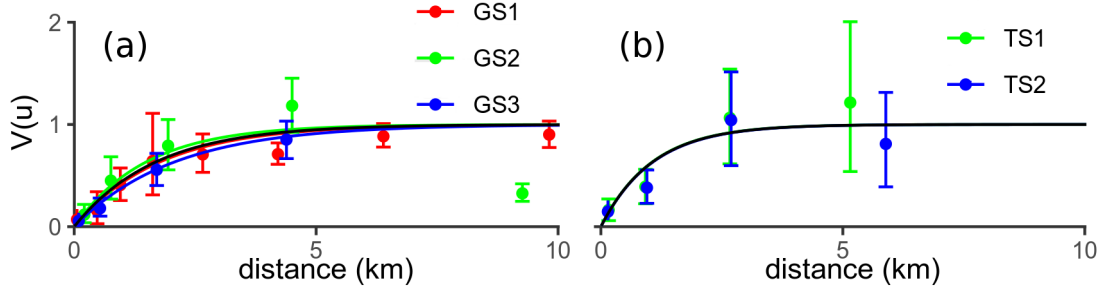 2
1
0
V(u)
(a)
GS1
GS2
GS3
0
5
10
distance (km)
(b)
TS1
TS2
0
5
10
distance (km)